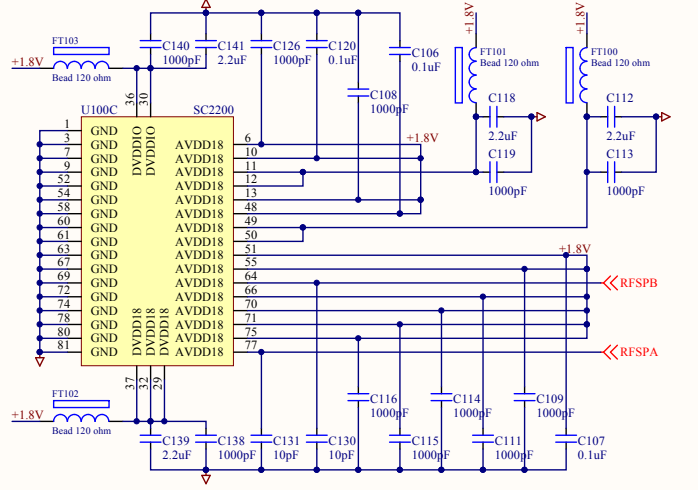 +1.8V
+1.8V
FT103
+1.8V
Bead 120 ohm
C140
1000pF
C141
2.2uF
C126
1000pF
C120
0.1uF
C106
0.1uF
C108
1000pF
FT101
Bead 120 ohm
FT100
Bead 120 ohm
C118
2.2uF
C119
1000pF
C112
2.2uF
C113
1000pF
36
30
U100C
SC2200
DVDDIO
DVDDIO
1 GND
3 GND
7 GND
9 GND
52 GND
54 GND
58 GND
60 GND
61 GND
63 GND
67 GND
69 GND
72 GND
74 GND
78 GND
80 GND
81 GND
AVDD18 6
+1.8V
AVDD18 10
AVDD18 11
AVDD18 12
AVDD18 13
AVDD18 48
AVDD18 49
AVDD18 50
AVDD18 51
+1.8V
AVDD18 55
AVDD18 64
RFSPB
AVDD18 66
AVDD18 70
AVDD18 71
AVDD18 75
AVDD18 77
RFSPA
DVDD18
DVDD18
DVDD18
37
32
29
FT102
+1.8V
Bead 120 ohm
C139
2.2uF
C138
1000pF
C131
10pF
C130
10pF
C116
1000pF
C115
1000pF
C114
1000pF
C111
1000pF
C109
1000pF
C107
0.1uF